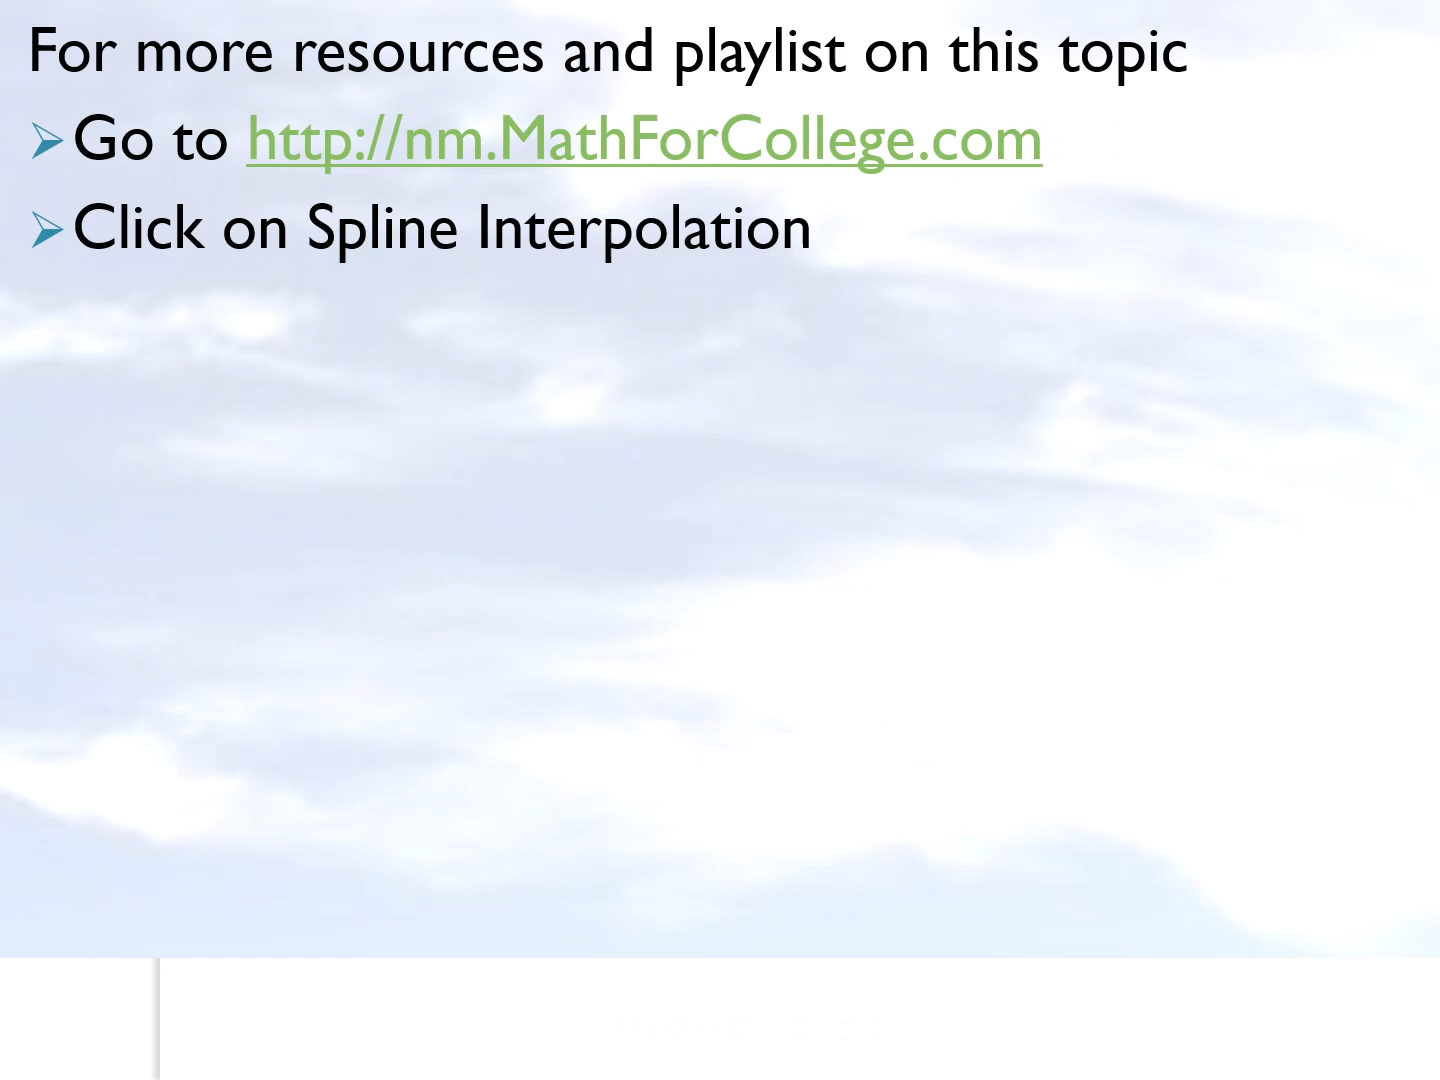 For more resources and playlist on this topic
➢Go to http://nm.MathForCollege.com
➢Click on Spline Interpolation